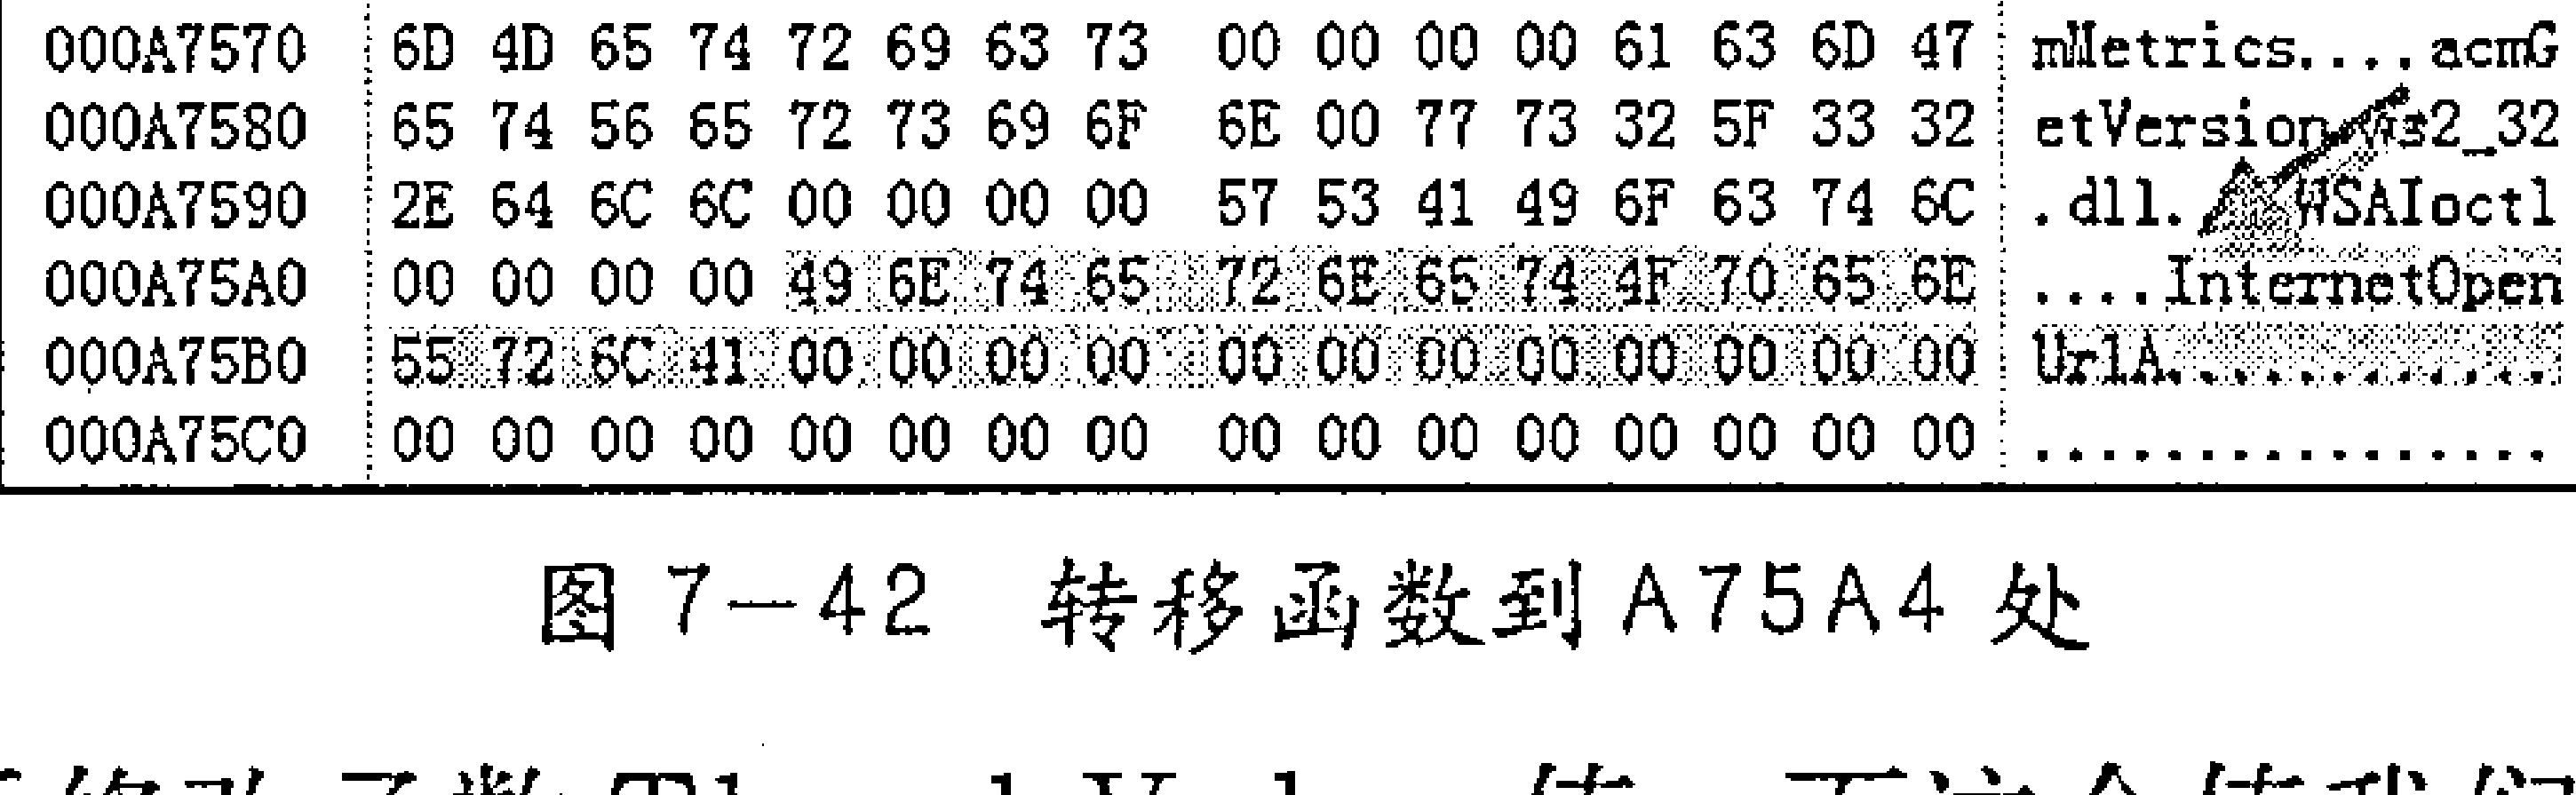 000A7570 6D 4D 65 74 72 69 63 73 00 00 00 00 61 63 6D 47 mMetrics....acmG
000A7580 65 74 56 65 72 73 69 6F 6E 00 77 73 32 5F 33 32 etVersion.ws2_32
000A7590 2E 64 6C 6C 00 00 00 00 57 53 41 49 6F 63 74 6C .dll. WSAIoctl
000A75A0 00 00 00 00 49 6E 74 65 72 6E 65 74 4F 70 65 6E ....InternetOpen
000A75B0 55 72 6C 41 00 00 00 00 00 00 00 00 00 00 00 00 UrlA............
000A75C0 00 00 00 00 00 00 00 00 00 00 00 00 00 00 00 00 ................
图 7-42 转移函数到 A75A4 处